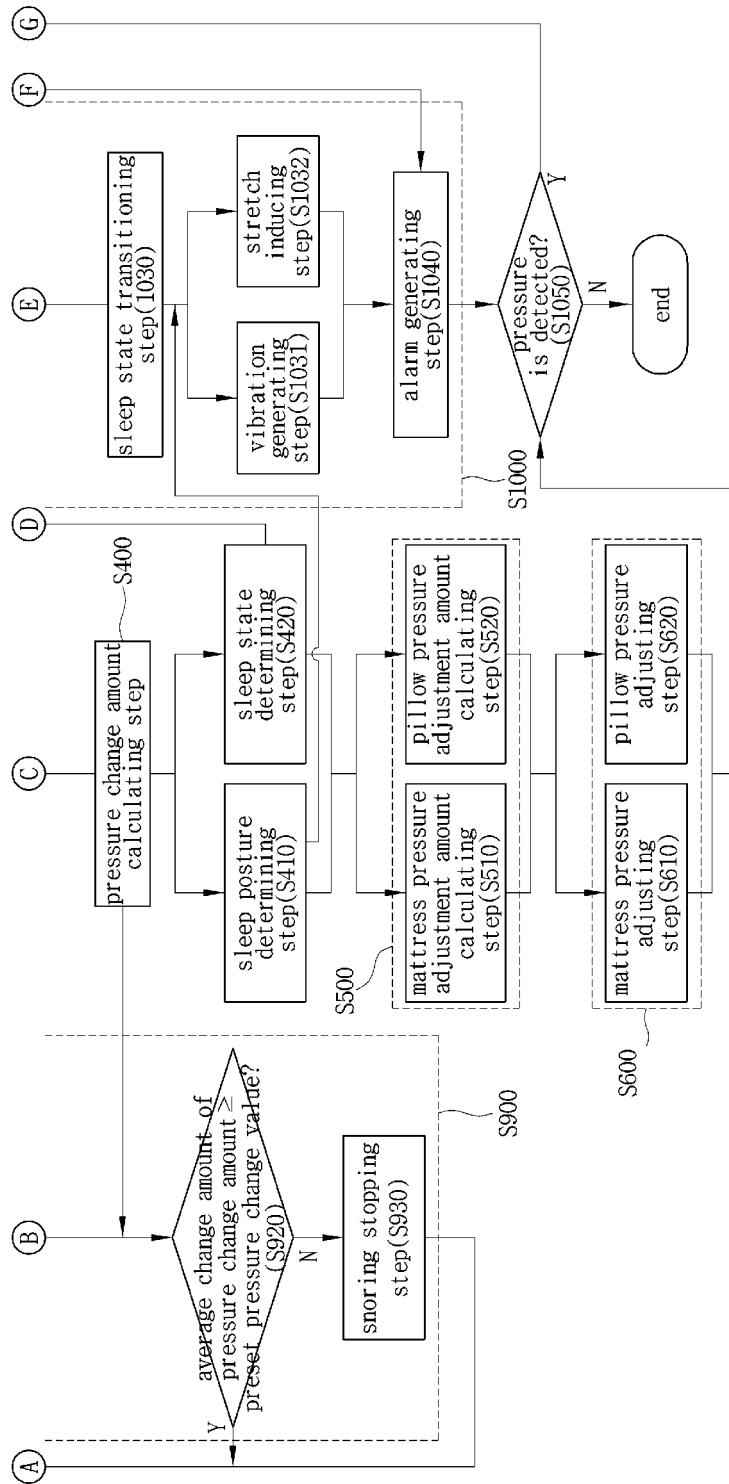 A
B
C
D
E
F
G
average change amount of
pressure change amount ≥
preset pressure change value?
(S920)
Y
N
snoring stopping
step(S930)
S900
pressure change amount
calculating step
S400
sleep posture
determining
step(S410)
sleep state
determining
step(S420)
S500
mattress pressure
adjustment amount
calculating
step(S510)
pillow pressure
adjustment amount
calculating
step(S520)
S600
mattress pressure
adjusting
step(S610)
pillow pressure
adjusting
step(S620)
sleep state transitioning
step(1030)
vibration
generating
step(S1031)
stretch
inducing
step(S1032)
alarm generating
step(S1040)
S1000
pressure
is detected?
(S1050)
Y
N
end